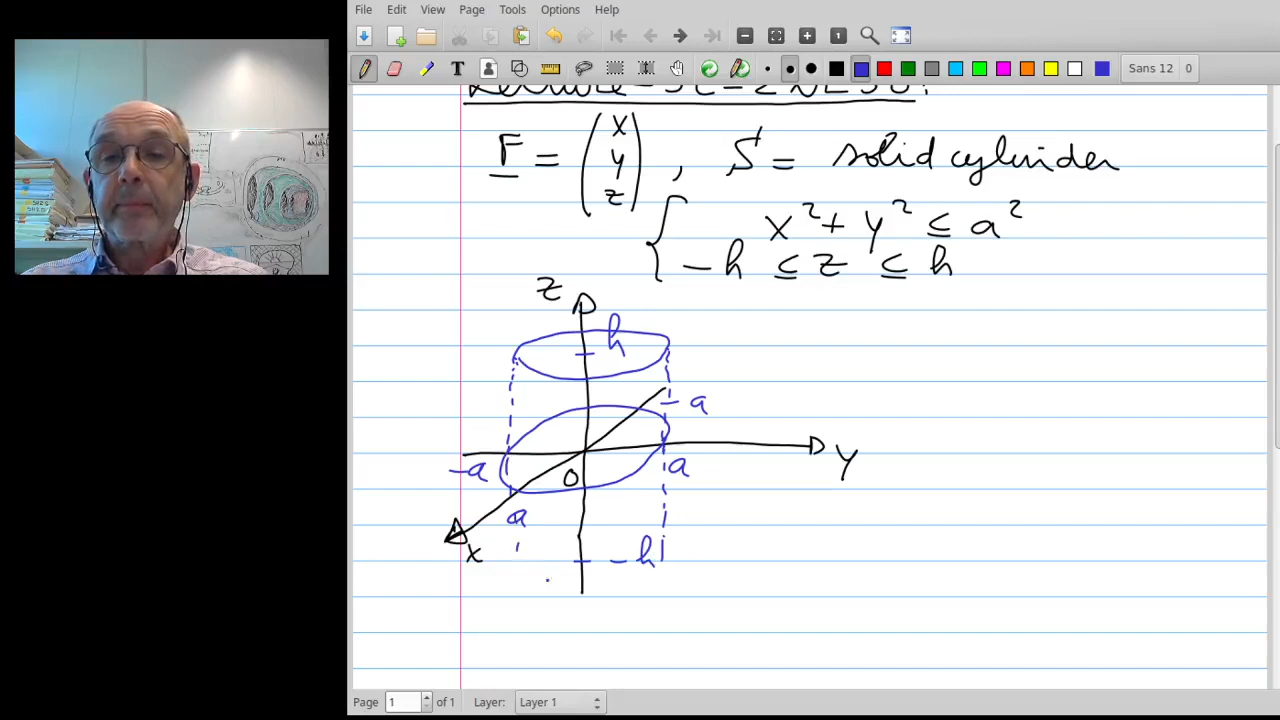 File Edit View Page Tools Options Help
Sans 12 0
F = ( x y z ) , S = solid cylinder
x² + y² ≤ a²
-h ≤ z ≤ h
z
h
-a
-a 0 a y
a
x -h
Page 1 of 1 Layer: Layer 1